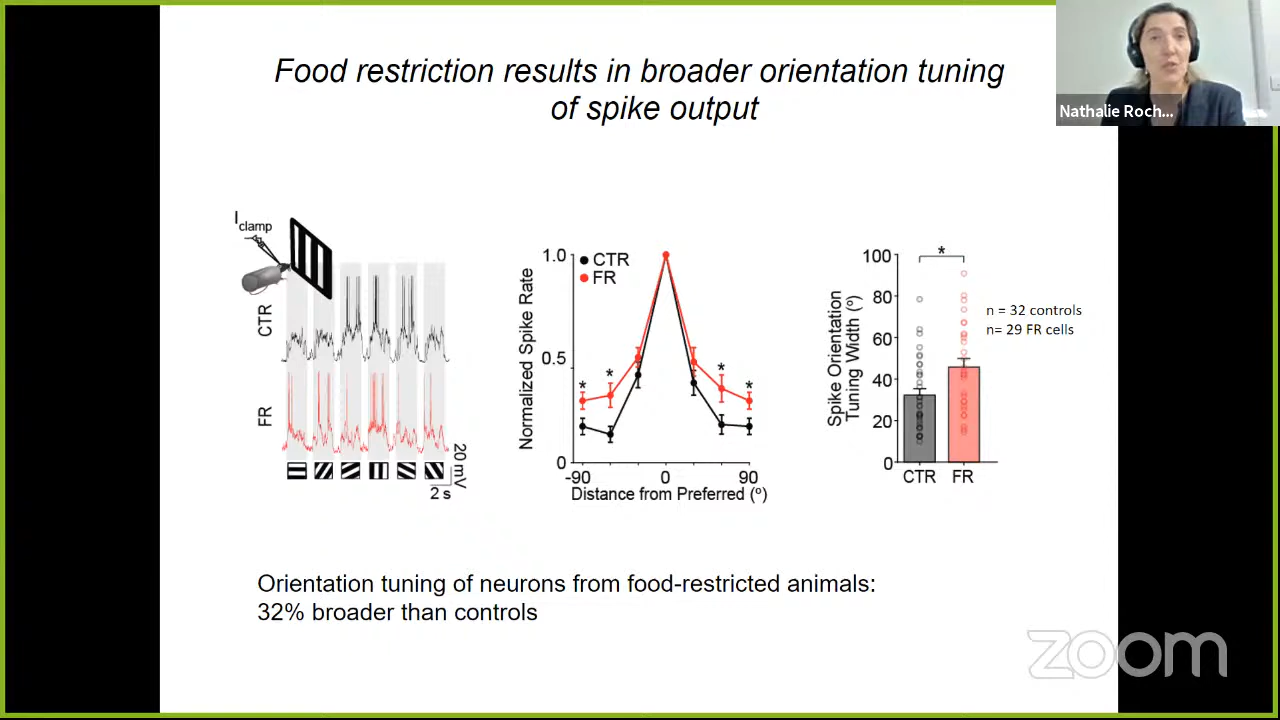 Food restriction results in broader orientation tuning
of spike output
Nathalie Roch...
I clamp
CTR
FR
20 mV
2 s
Normalized Spike Rate
1.0
0.5
0
CTR
FR
* * * *
-90 0 90
Distance from Preferred (º)
Spike Orientation
Tuning Width (º)
100
80
60
40
20
0
*
CTR FR
n = 32 controls
n= 29 FR cells
Orientation tuning of neurons from food-restricted animals:
32% broader than controls
zoom